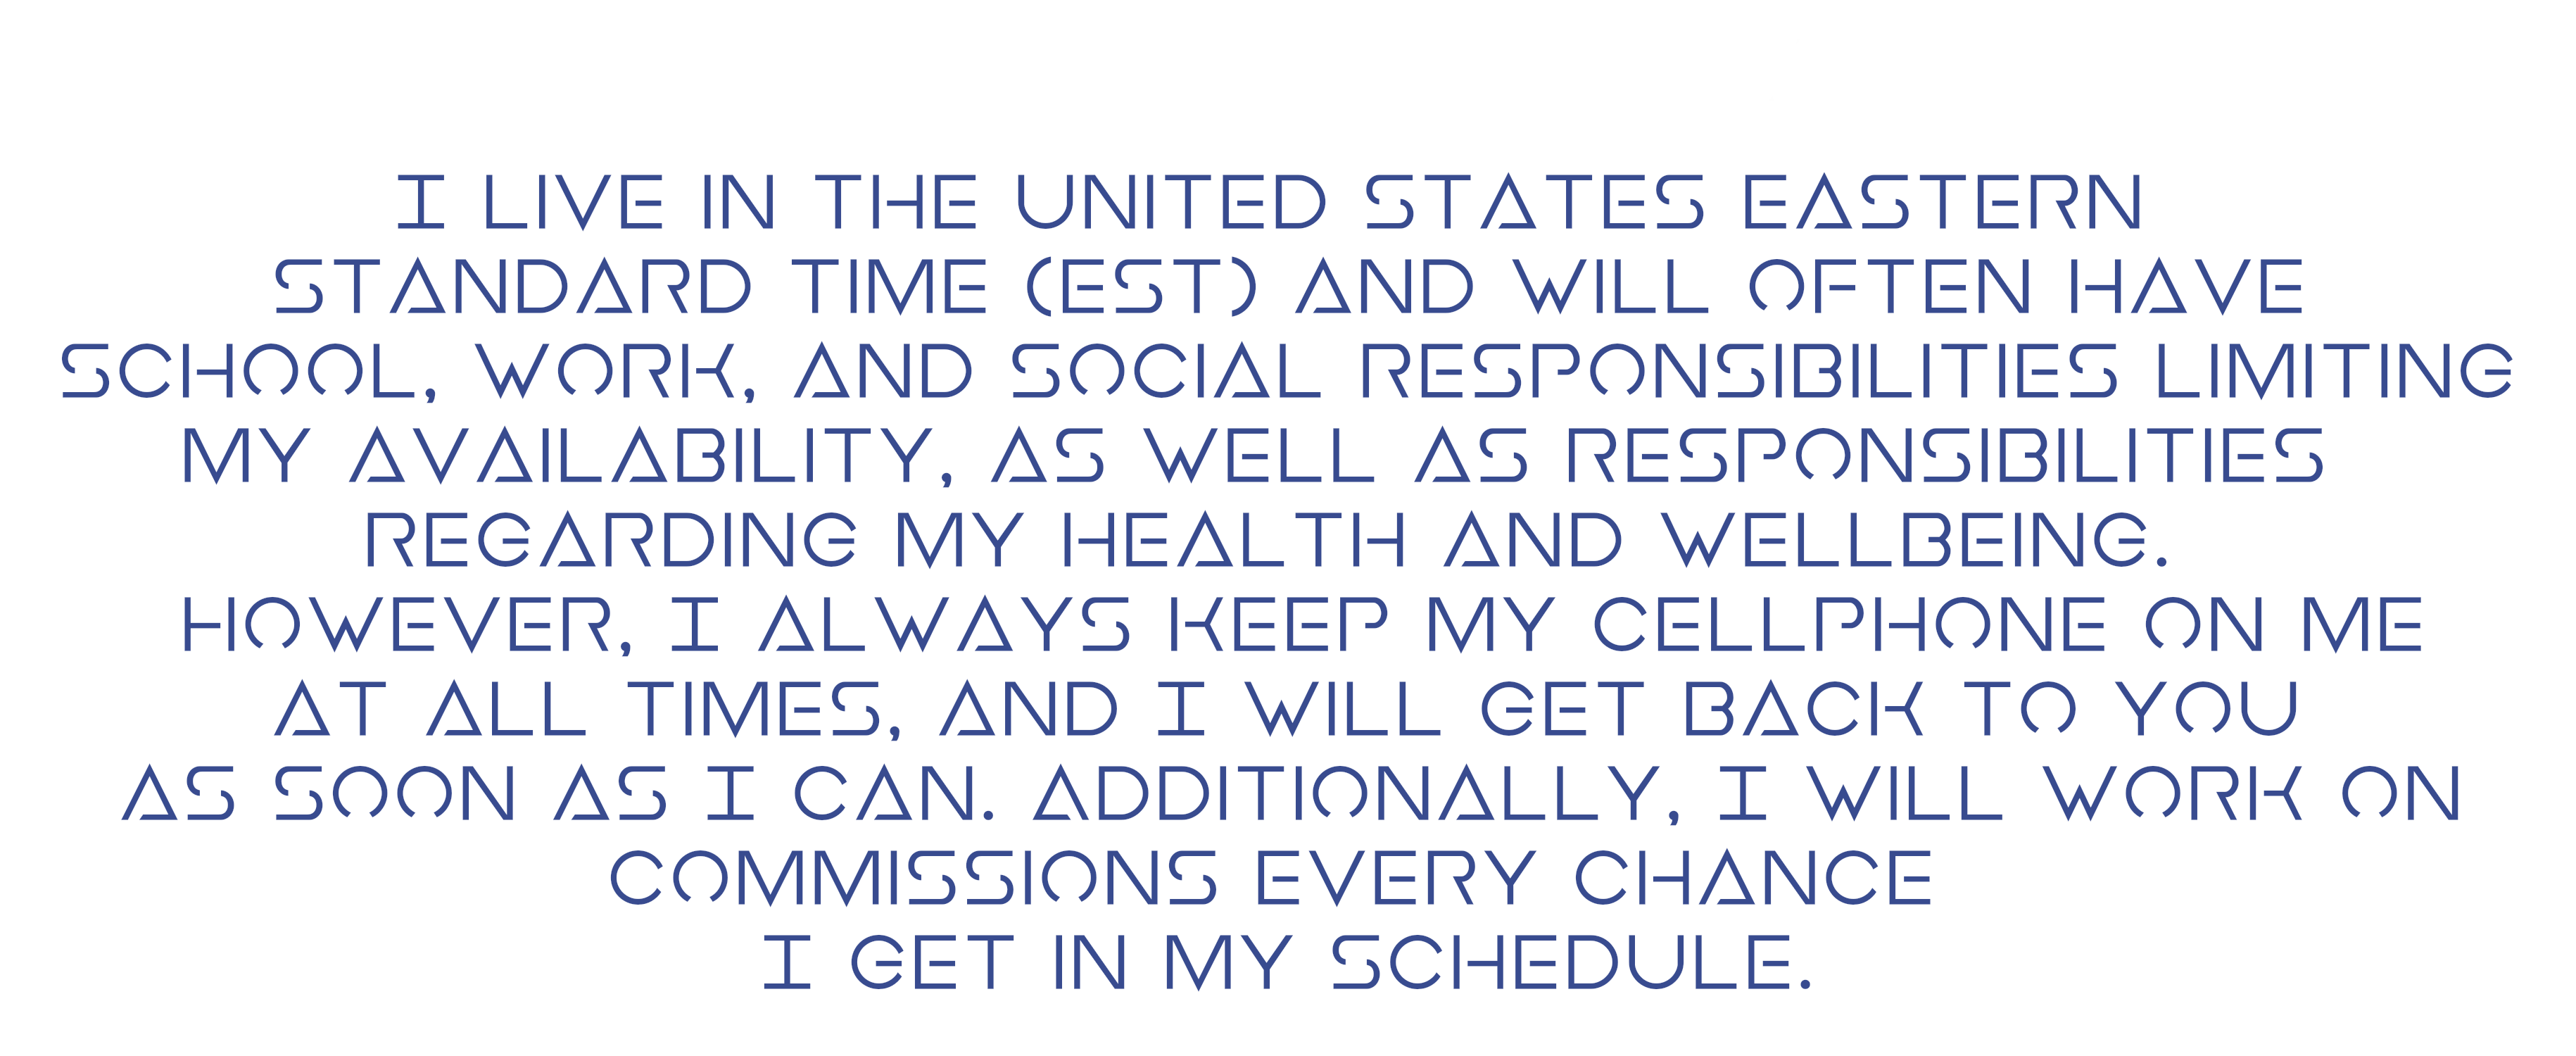 I LIVE IN THE UNITED STATES EASTERN
STANDARD TIME (EST) AND WILL OFTEN HAVE
SCHOOL, WORK, AND SOCIAL RESPONSIBILITIES LIMITING
MY AVAILABILITY, AS WELL AS RESPONSIBILITIES
REGARDING MY HEALTH AND WELLBEING.
HOWEVER, I ALWAYS KEEP MY CELLPHONE ON ME
AT ALL TIMES, AND I WILL GET BACK TO YOU
AS SOON AS I CAN. ADDITIONALLY, I WILL WORK ON
COMMISSIONS EVERY CHANCE
I GET IN MY SCHEDULE.